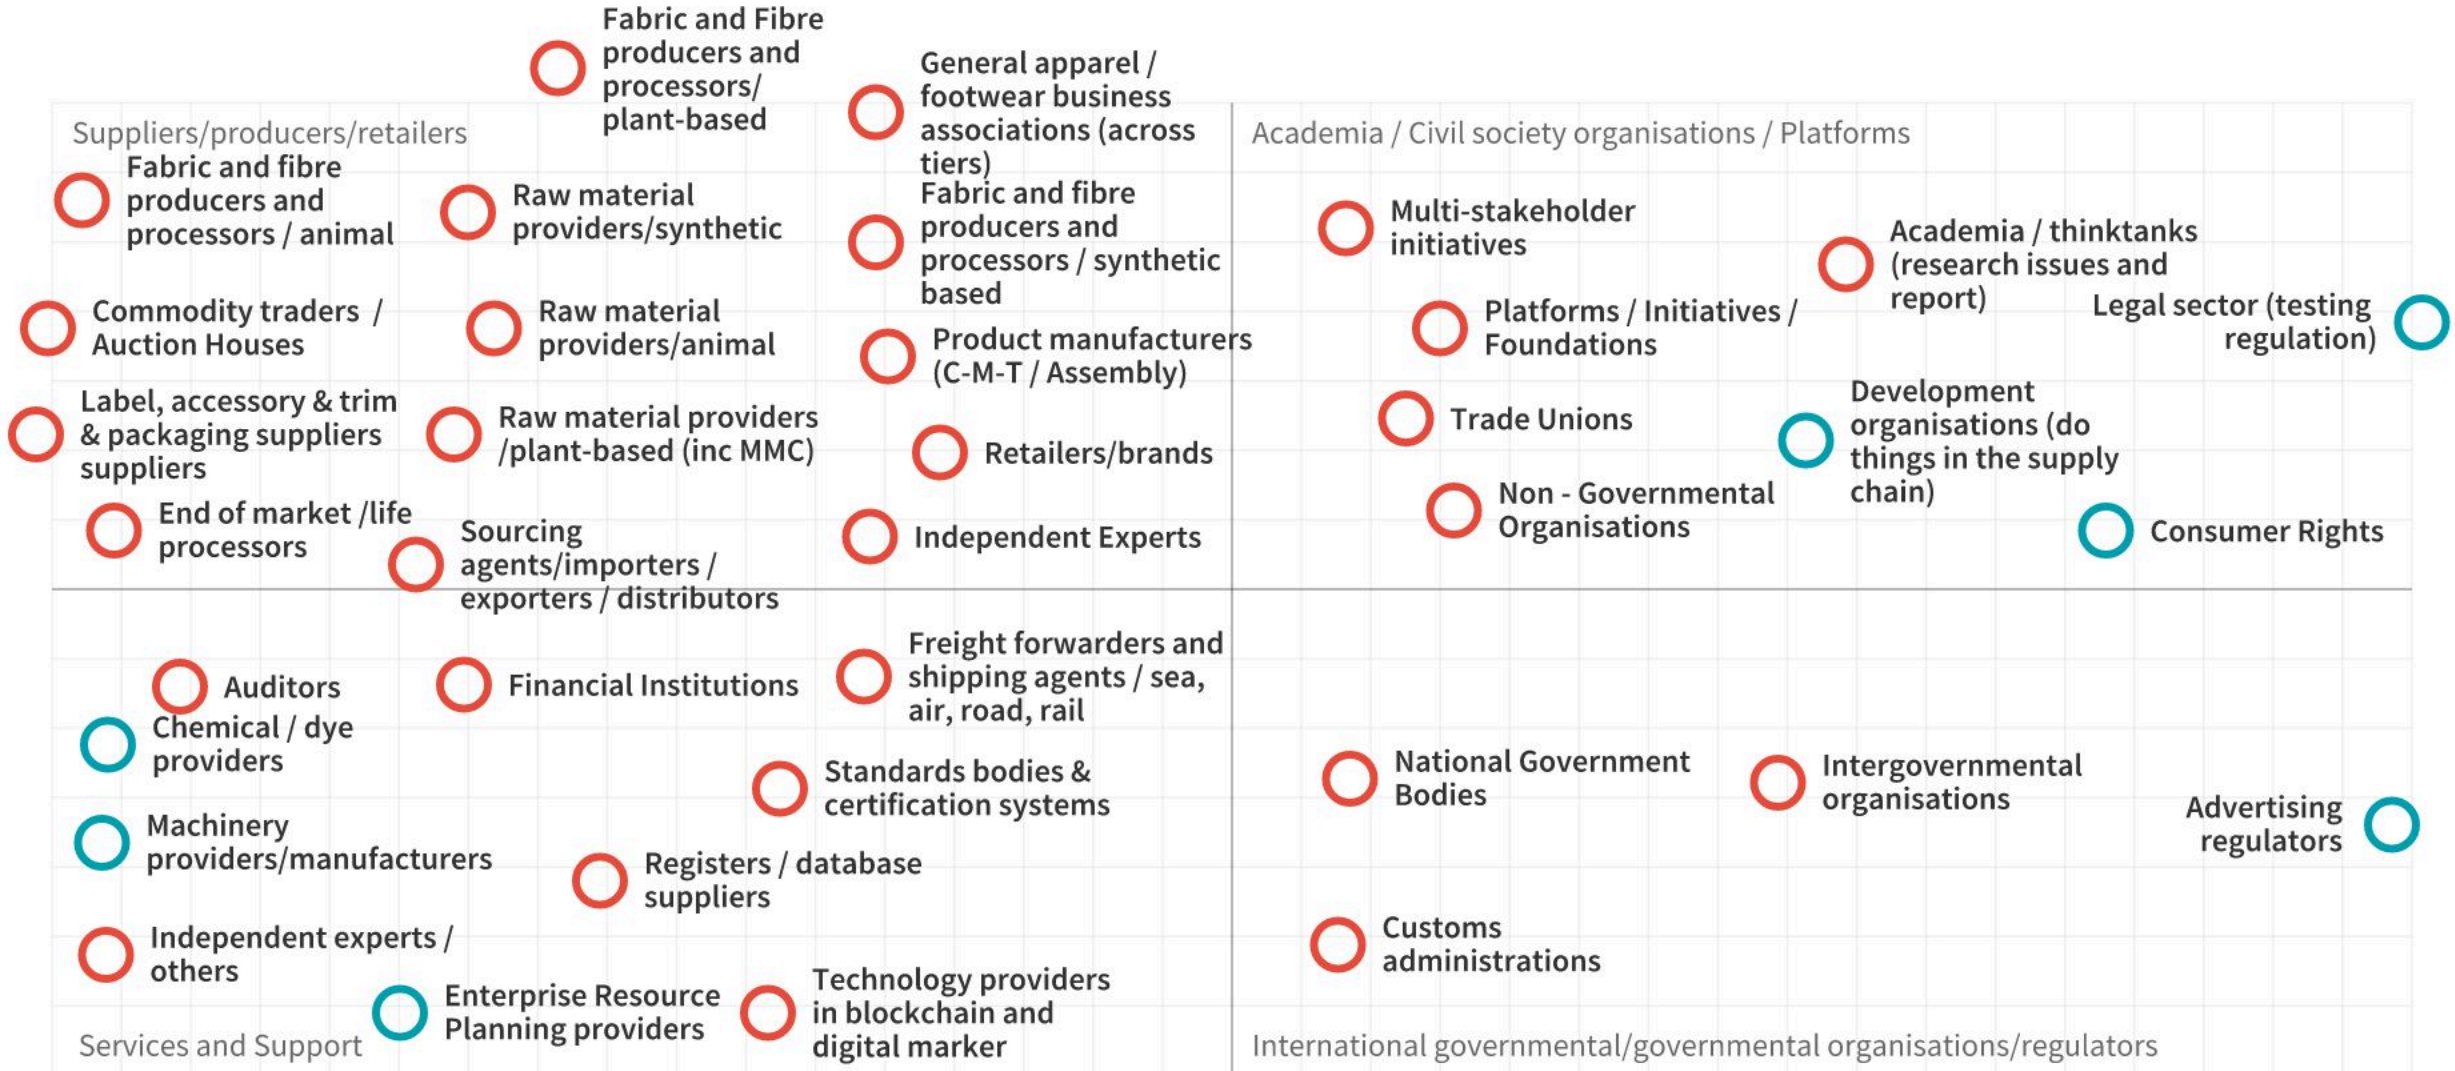 Fabric and Fibre
producers and
processors/
plant-based
General apparel /
footwear business
associations (across
tiers)
Suppliers/producers/retailers
Fabric and fibre
producers and
processors / animal
Raw material
providers/synthetic
Fabric and fibre
producers and
processors / synthetic
based
Commodity traders /
Auction Houses
Raw material
providers/animal
Product manufacturers
(C-M-T / Assembly)
Label, accessory & trim
& packaging suppliers
suppliers
Raw material providers
/plant-based (inc MMC)
Retailers/brands
End of market /life
processors
Sourcing
agents/importers /
exporters / distributors
Independent Experts
Academia / Civil society organisations / Platforms
Multi-stakeholder
initiatives
Academia / thinktanks
(research issues and
report)
Platforms / Initiatives /
Foundations
Legal sector (testing
regulation)
Trade Unions
Development
organisations (do
things in the supply
chain)
Non - Governmental
Organisations
Consumer Rights
Auditors
Financial Institutions
Freight forwarders and
shipping agents / sea,
air, road, rail
Chemical / dye
providers
Standards bodies &
certification systems
Machinery
providers/manufacturers
Registers / database
suppliers
Independent experts /
others
Enterprise Resource
Planning providers
Technology providers
in blockchain and
digital marker
Services and Support
National Government
Bodies
Intergovernmental
organisations
Advertising
regulators
Customs
administrations
International governmental/governmental organisations/regulators